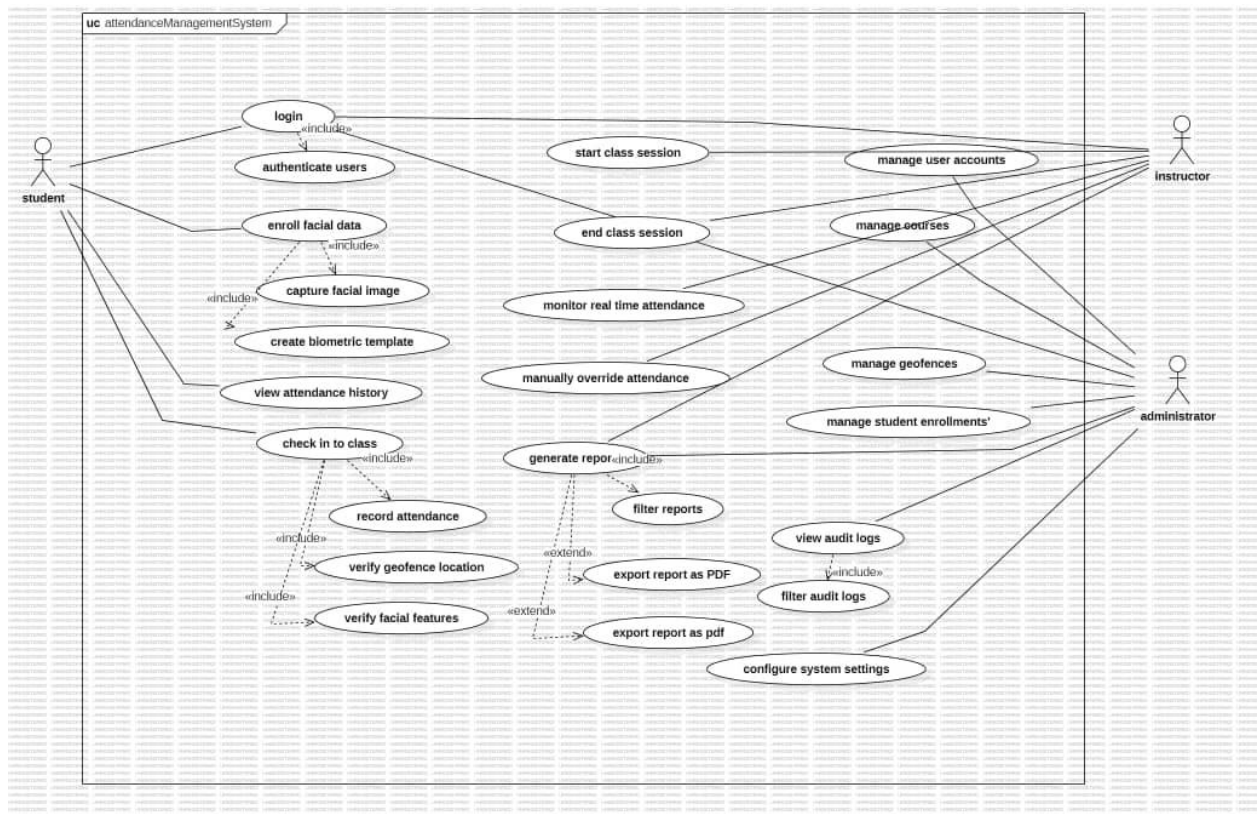 uc attendanceManagementSystem
login
«include»
authenticate users
student
enroll facial data
«include»
capture facial image
«include»
create biometric template
view attendance history
check in to class
«include»
record attendance
«include»
verify geofence location
«include»
verify facial features
start class session
end class session
monitor real time attendance
manually override attendance
generate repor
«include»
filter reports
«extend»
export report as PDF
«extend»
export report as pdf
manage user accounts
manage courses
manage geofences
manage student enrollments'
view audit logs
«include»
filter audit logs
configure system settings
instructor
administrator